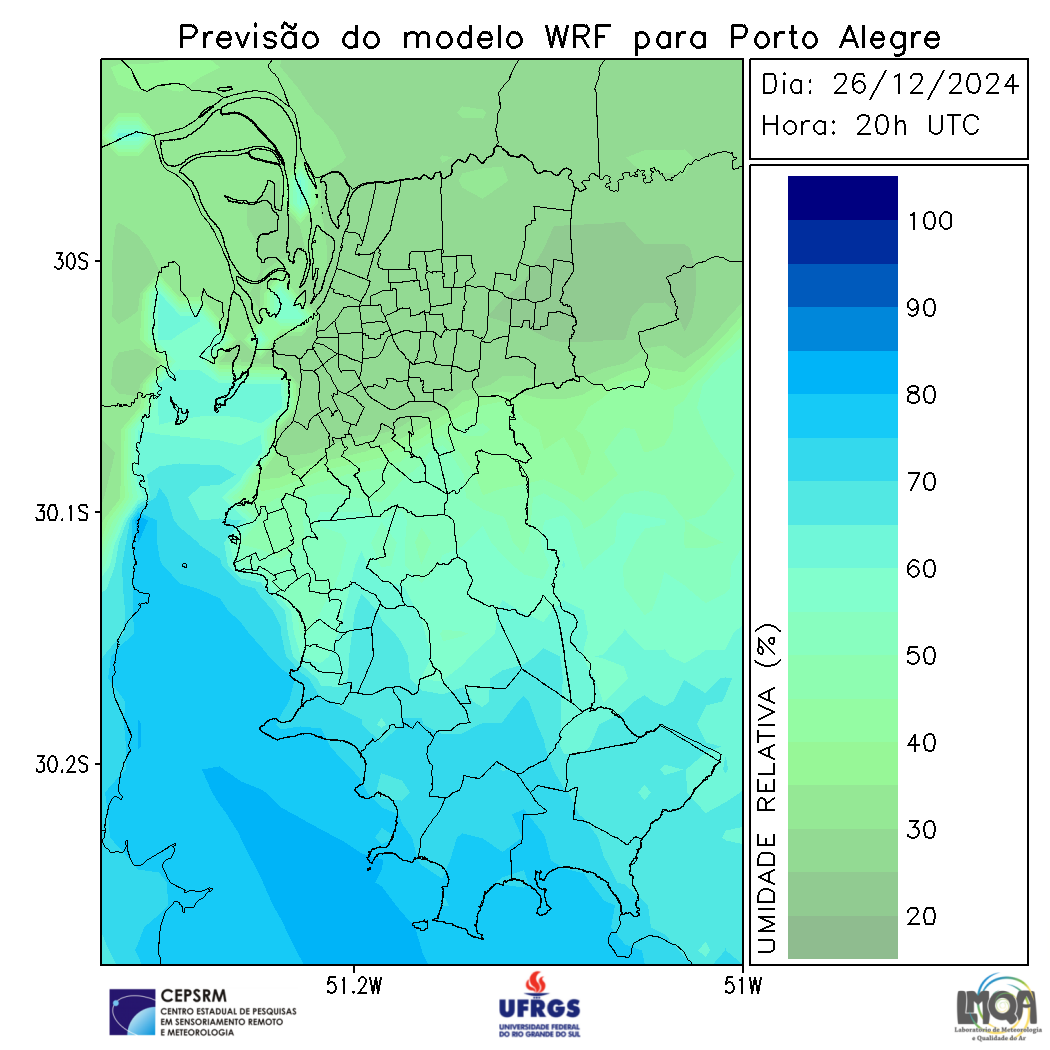 Previsão do modelo WRF para Porto Alegre
Dia: 26/12/2024
Hora: 20h UTC
30S
30.1S
30.2S
51.2W
51W
UMIDADE RELATIVA (%)
100
90
80
70
60
50
40
30
20
CEPSRM
CENTRO ESTADUAL DE PESQUISAS
EM SENSORIAMENTO REMOTO
E METEOROLOGIA
UFRGS
UNIVERSIDADE FEDERAL
DO RIO GRANDE DO SUL
LMQA
Laboratório de Meteorologia
e Qualidade do Ar